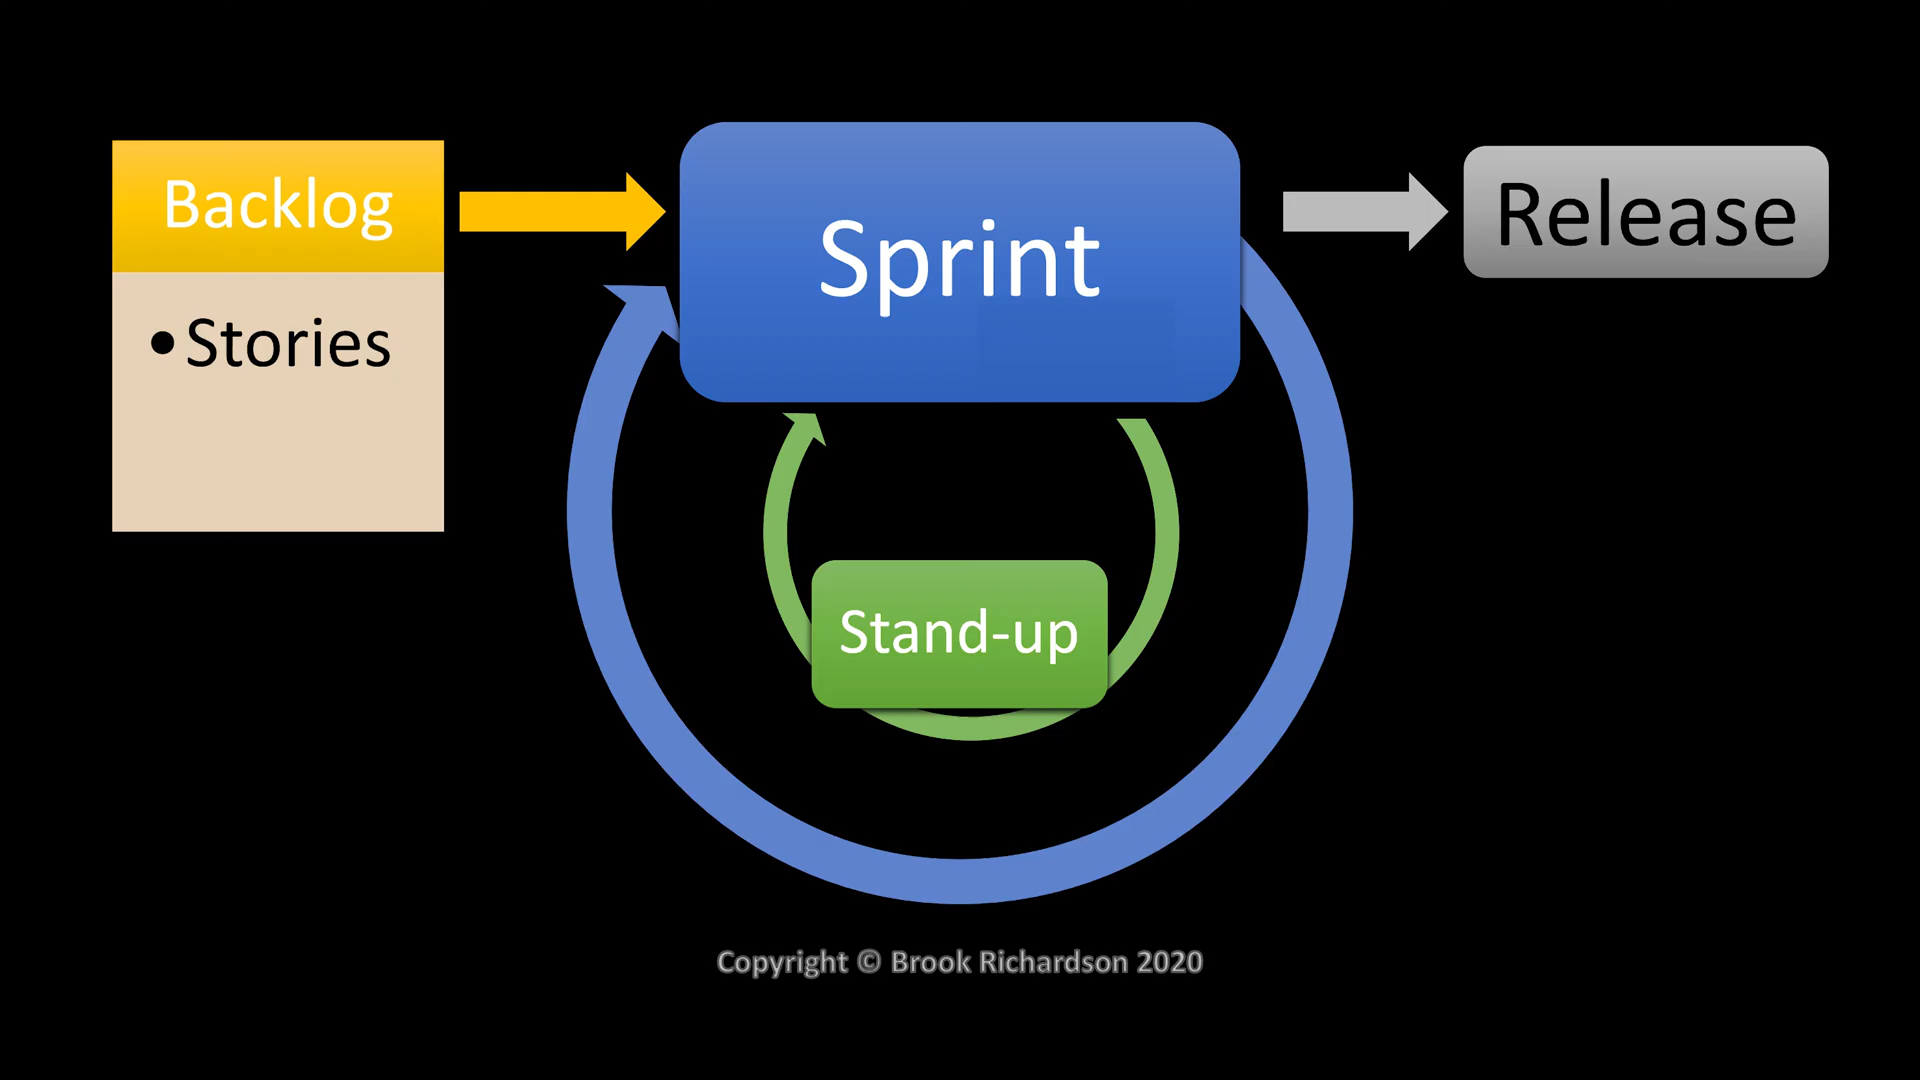 Backlog
• Stories
Sprint
Stand-up
Release
Copyright © Brook Richardson 2020